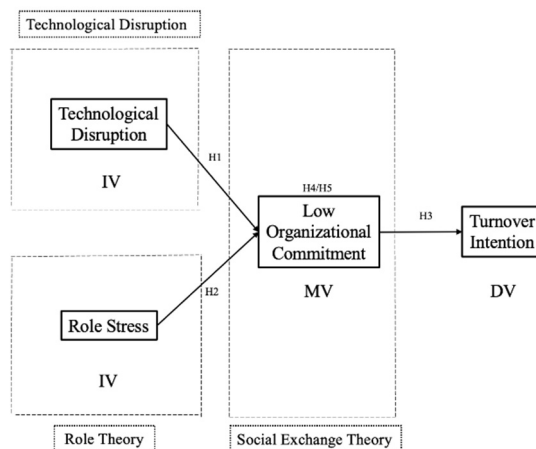 Technological Disruption
Technological
Disruption
IV
H1
H4/H5
Low
Organizational
Commitment
MV
H3
Turnover
Intention
DV
H2
Role Stress
IV
Role Theory
Social Exchange Theory